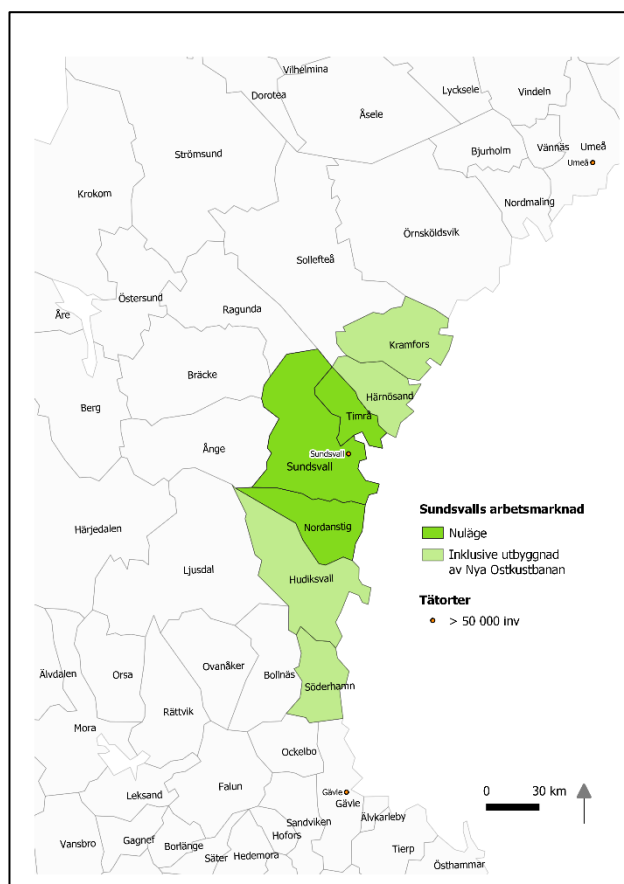 Vilhelmina
Dorotea
Lycksele
Vindeln
Åsele
Bjurholm
Vännäs
Umeå
Umeå
Strömsund
Krokom
Nordmaling
Örnsköldsvik
Sollefteå
Östersund
Ragunda
Åre
Kramfors
Bräcke
Härnösand
Berg
Timrå
Ånge
Sundsvall
Sundsvall
Härjedalen
Nordanstig
Ljusdal
Hudiksvall
Sundsvalls arbetsmarknad
Nuläge
Inklusive utbyggnad
av Nya Ostkustbanan
Tätorter
> 50 000 inv
Älvdalen
Orsa
Ovanåker
Bollnäs
Söderhamn
Rättvik
Mora
Ockelbo
Leksand
Falun
Gävle
Gävle
0 30 km
Sandviken
Älvkarleby
Vansbro
Gagnef
Borlänge
Hofors
Säter
Hedemora
Tierp
Östhammar